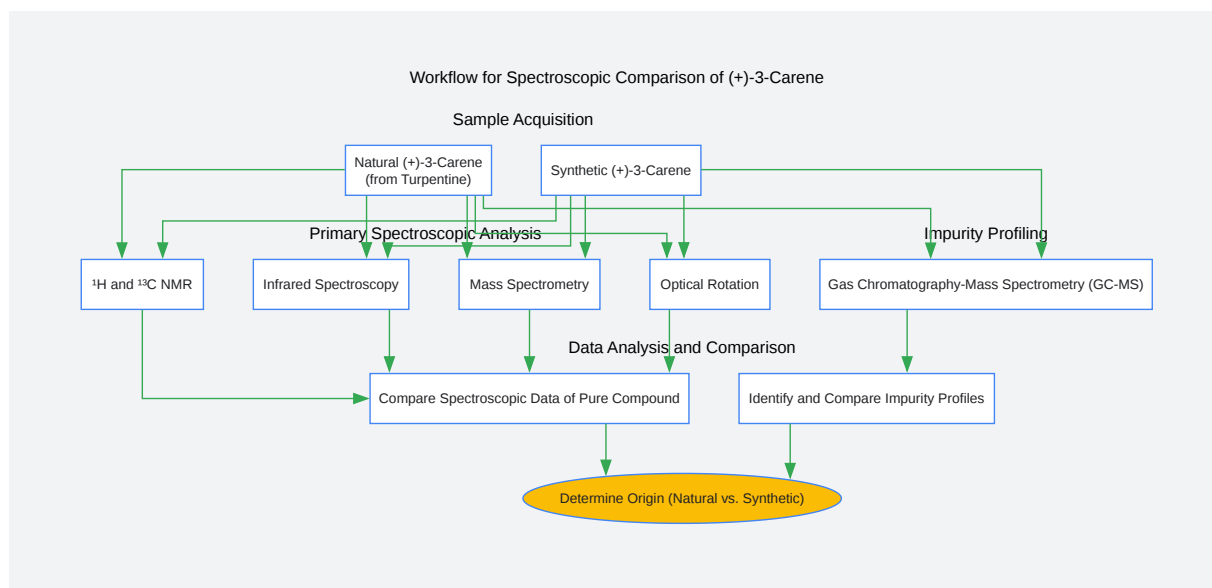 Workflow for Spectroscopic Comparison of (+)-3-Carene
Sample Acquisition
Natural (+)-3-Carene
(from Turpentine)
Synthetic (+)-3-Carene
Primary Spectroscopic Analysis
Impurity Profiling
¹H and ¹³C NMR
Infrared Spectroscopy
Mass Spectrometry
Optical Rotation
Gas Chromatography-Mass Spectrometry (GC-MS)
Data Analysis and Comparison
Compare Spectroscopic Data of Pure Compound
Identify and Compare Impurity Profiles
Determine Origin (Natural vs. Synthetic)